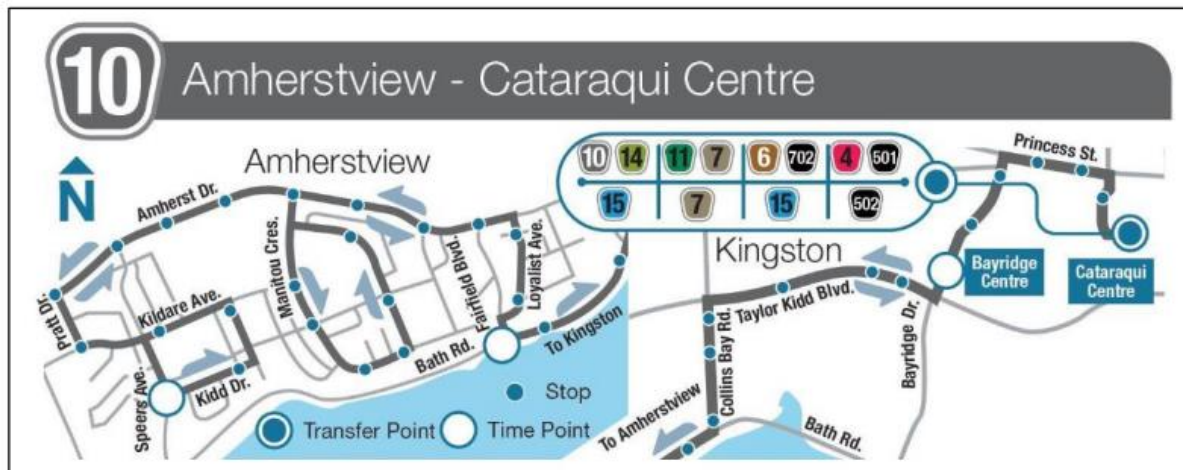 10
Amherstview - Cataraqui Centre
N
Amherstview
Amherst Dr.
Pratt Dr.
Kildare Ave.
Speers Ave.
Kidd Dr.
Manitou Cres.
Bath Rd.
Fairfield Blvd.
Loyalist Ave.
To Kingston
Stop
Transfer Point
Time Point
10 14 11 7 6 702 4 501
15 7 15 502
Kingston
Princess St.
Bayridge Centre
Cataraqui Centre
Taylor Kidd Blvd.
Bayridge Dr.
Collins Bay Rd.
To Amherstview
Bath Rd.